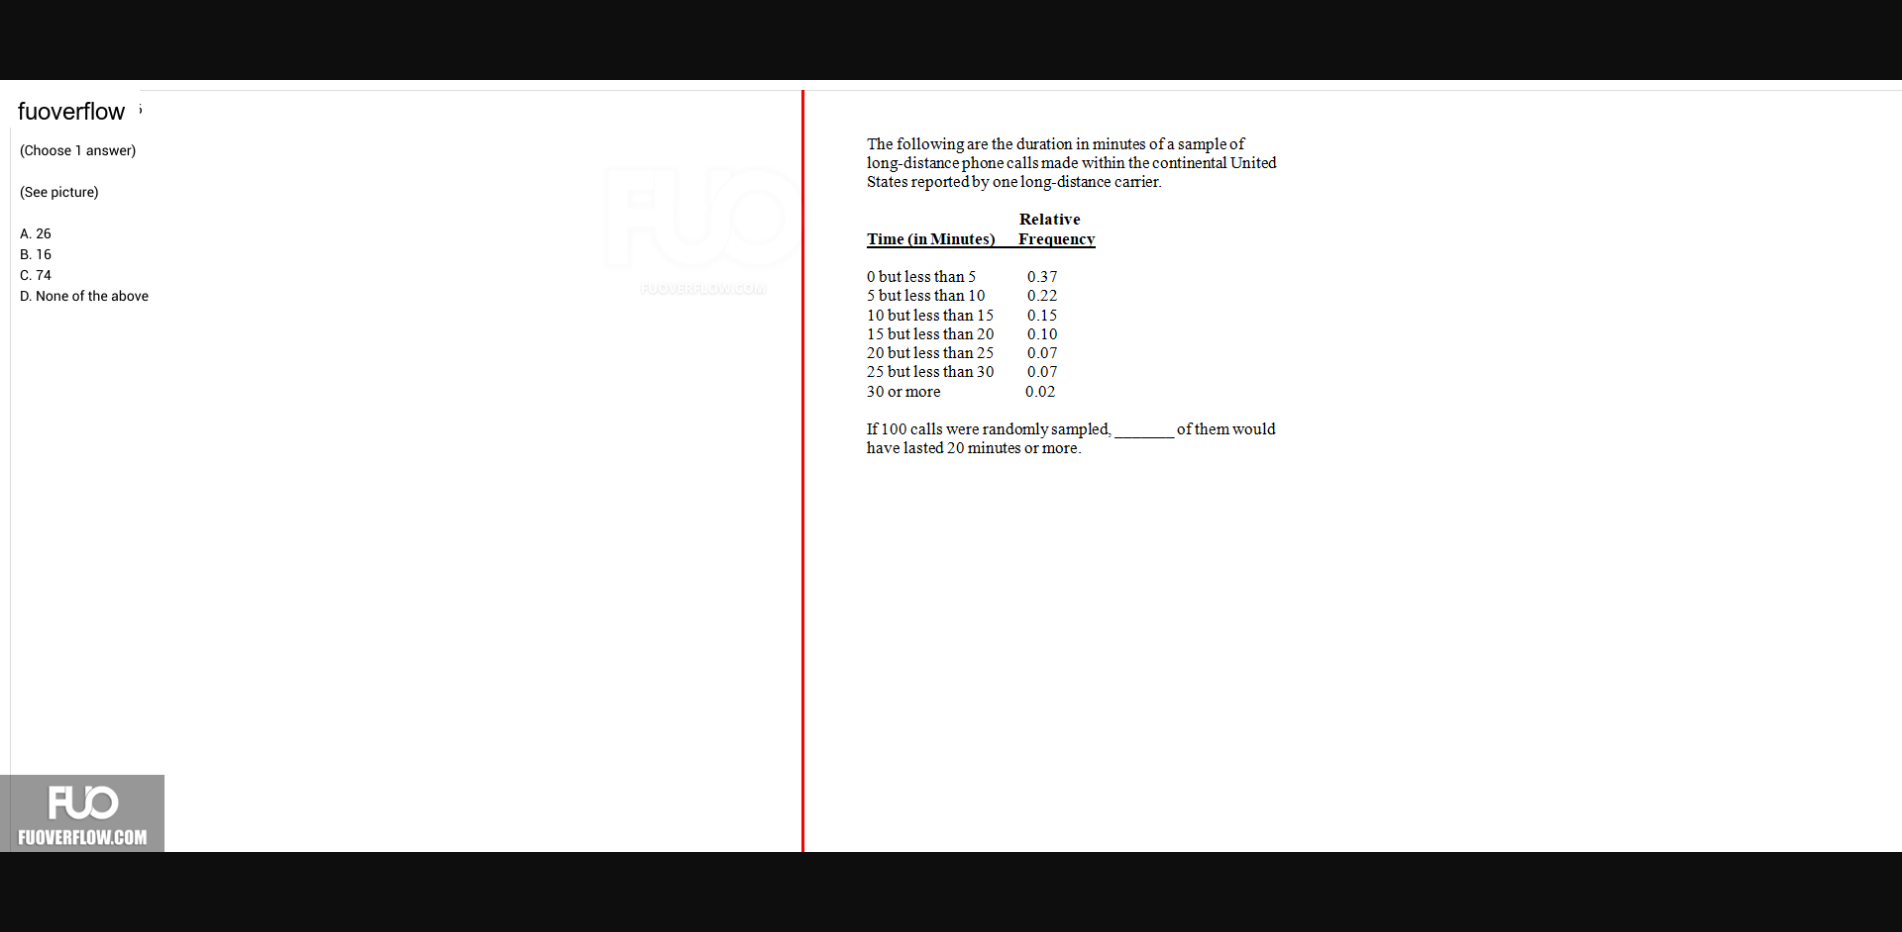 fuoverflow
(Choose 1 answer)
(See picture)
A. 26
B. 16
C. 74
D. None of the above
FUO
FUOVERFLOW.COM
The following are the duration in minutes of a sample of
long-distance phone calls made within the continental United
States reported by one long-distance carrier.
Relative
Time (in Minutes) Frequency
0 but less than 5 0.37
5 but less than 10 0.22
10 but less than 15 0.15
15 but less than 20 0.10
20 but less than 25 0.07
25 but less than 30 0.07
30 or more 0.02
If 100 calls were randomly sampled, _______ of them would
have lasted 20 minutes or more.
FUO
FUOVERFLOW.COM